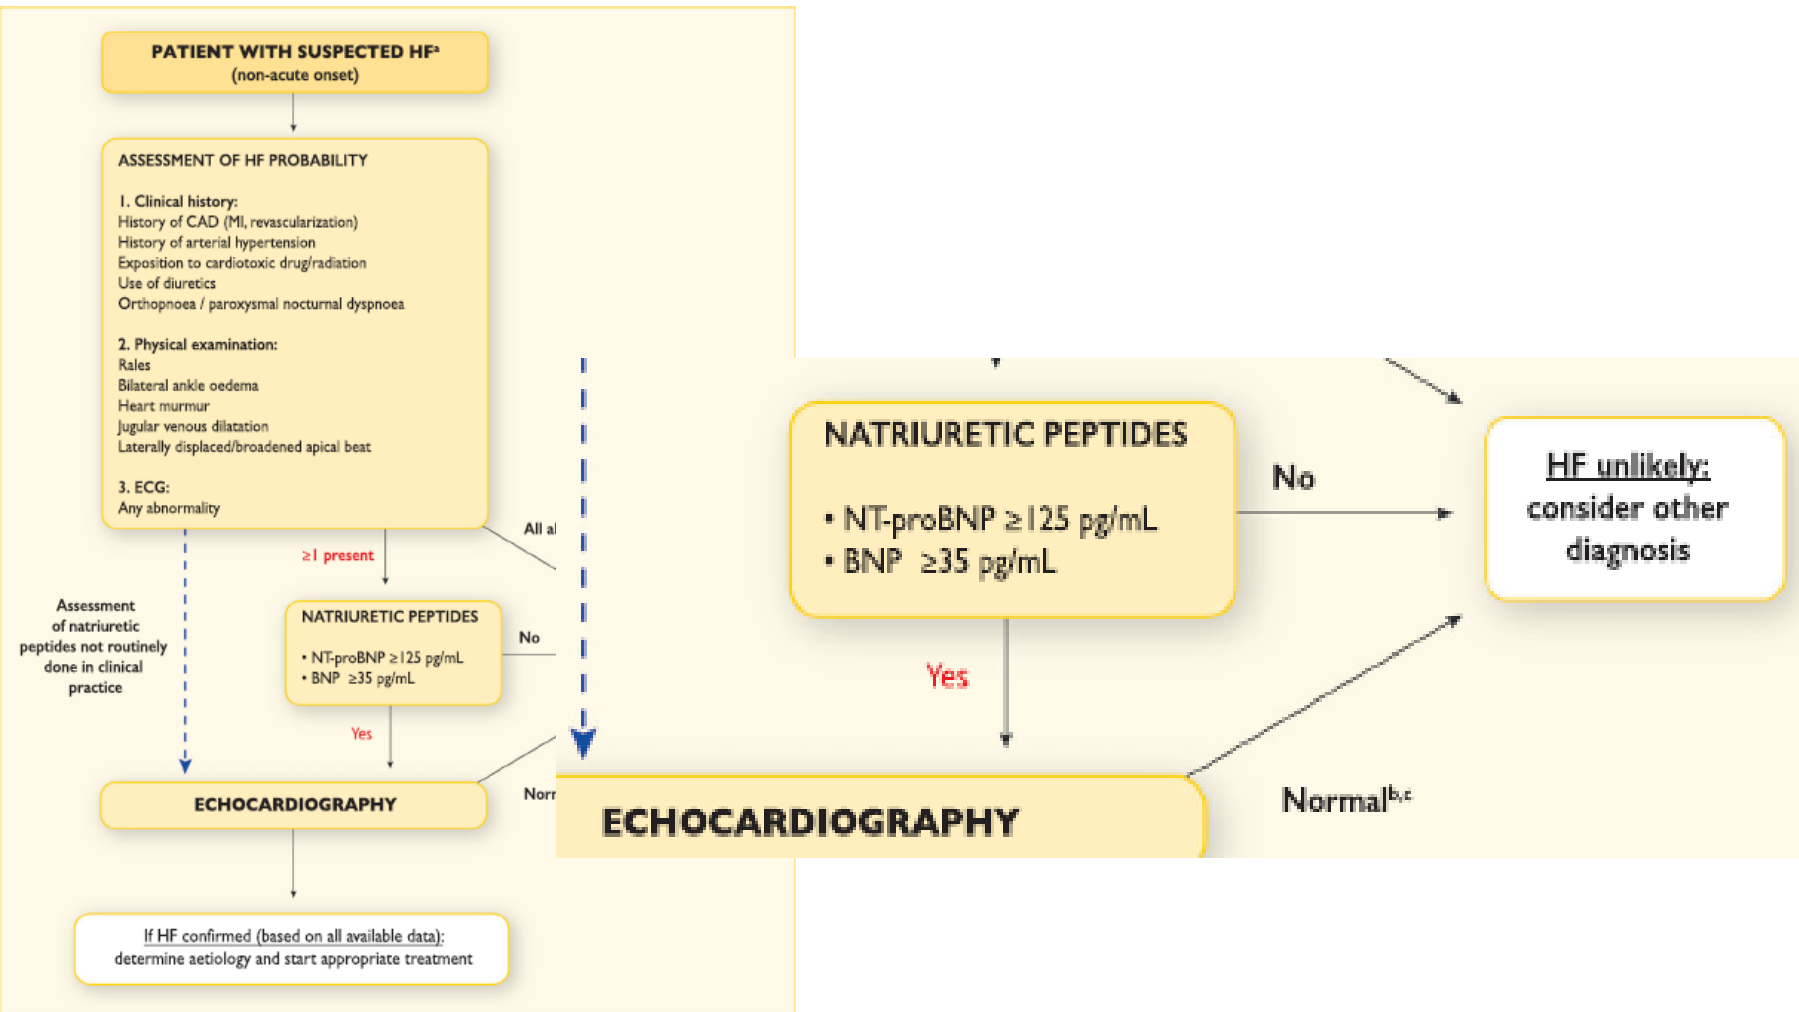 PATIENT WITH SUSPECTED HFᵃ
(non-acute onset)
ASSESSMENT OF HF PROBABILITY
1. Clinical history:
History of CAD (MI, revascularization)
History of arterial hypertension
Exposition to cardiotoxic drug/radiation
Use of diuretics
Orthopnoea / paroxysmal nocturnal dyspnoea
2. Physical examination:
Rales
Bilateral ankle oedema
Heart murmur
Jugular venous dilatation
Laterally displaced/broadened apical beat
3. ECG:
Any abnormality
≥1 present
All
Assessment
of natriuretic
peptides not routinely
done in clinical
practice
NATRIURETIC PEPTIDES
• NT-proBNP ≥125 pg/mL
• BNP ≥35 pg/mL
No
Yes
ECHOCARDIOGRAPHY
If HF confirmed (based on all available data):
determine aetiology and start appropriate treatment
NATRIURETIC PEPTIDES
• NT-proBNP ≥125 pg/mL
• BNP ≥35 pg/mL
No
HF unlikely:
consider other
diagnosis
Yes
Normalᵇ,ᶜ
ECHOCARDIOGRAPHY